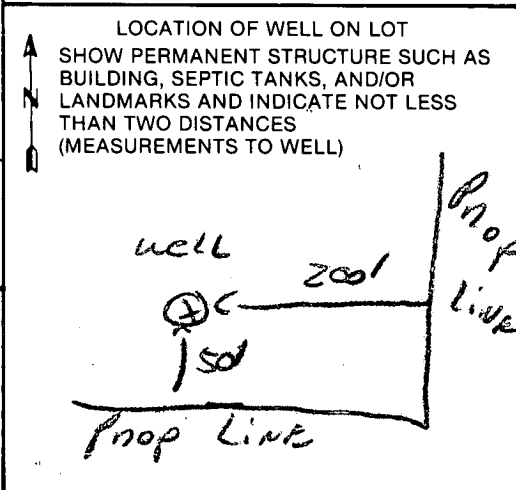 LOCATION OF WELL ON LOT
SHOW PERMANENT STRUCTURE SUCH AS
BUILDING, SEPTIC TANKS, AND/OR
N LANDMARKS AND INDICATE NOT LESS
THAN TWO DISTANCES
(MEASUREMENTS TO WELL)
Prop
Line
well
200'
50'
Prop Line